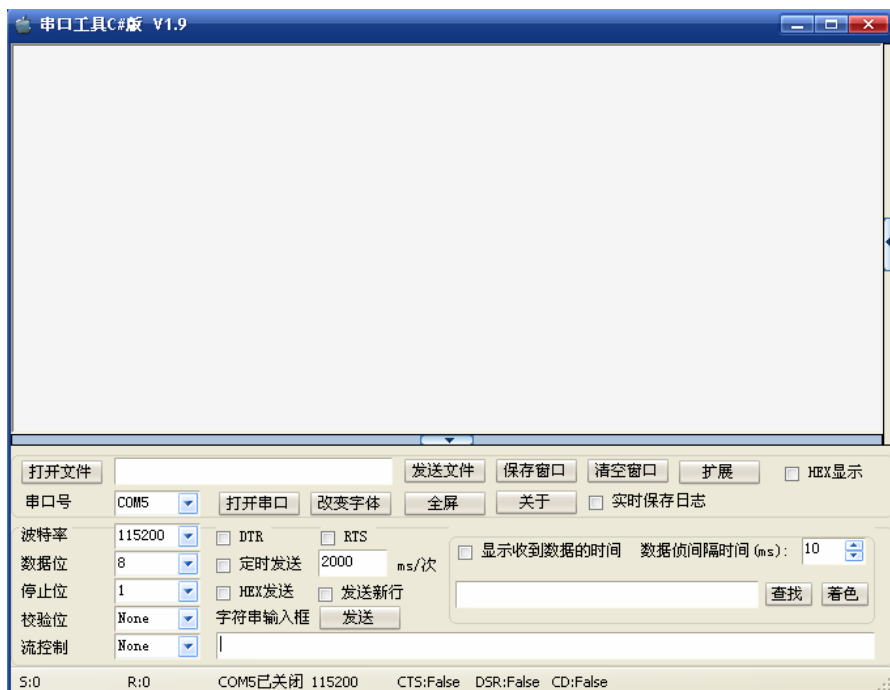 串口工具C#版 V1.9
打开文件 发送文件 保存窗口 清空窗口 扩展 HEX显示
串口号 COM5 打开串口 改变字体 全屏 关于 实时保存日志
波特率 115200 DTR RTS
数据位 8 定时发送 2000 ms/次 显示收到数据的时间 数据侦间隔时间(ms): 10
停止位 1 HEX发送 发送新行 查找 着色
校验位 None 字符串输入框 发送
流控制 None
S:0 R:0 COM5已关闭 115200 CTS:False DSR:False CD:False